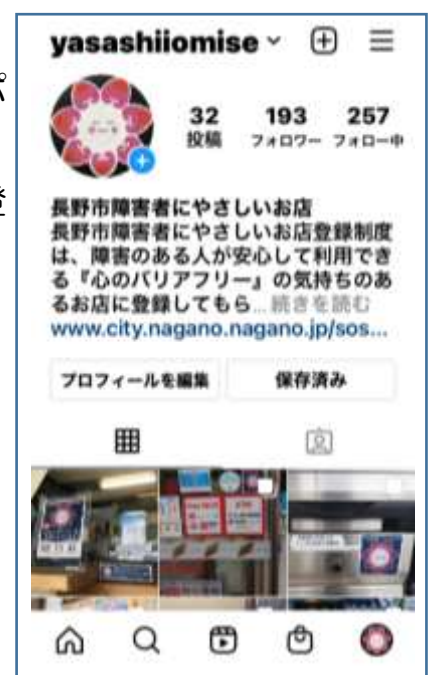 yasashiiomise
32 193 257
投稿 フォロワー フォロー中
長野市障害者にやさしいお店
長野市障害者にやさしいお店登録制度
は、障害のある人が安心して利用でき
る『心のバリアフリー』の気持ちのあ
るお店に登録してもら... 続きを読む
www.city.nagano.nagano.jp/sos...
プロフィールを編集 保存済み